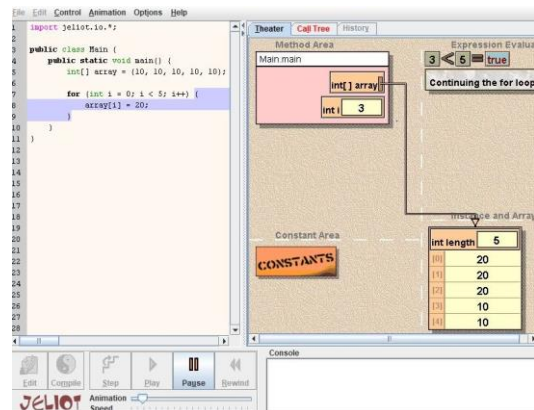 File Edit Control Animation Options Help
1 import jeliot.io.*;
2
3 public class Main {
4 public static void main() {
5 int[] array = {10, 10, 10, 10, 10};
6
7 for (int i = 0; i < 5; i++) {
8 array[i] = 20;
9 }
10 }
11 }
12
13
14
15
16
17
18
19
20
21
22
23
24
25
26
27
28
Theater Call Tree History
Method Area
Main.main
int[] array
int i 3
Expression Evalua
3 < 5 = true
Continuing the for loop
Constant Area
CONSTANTS
Instance and Array
int length 5
[0] 20
[1] 20
[2] 20
[3] 10
[4] 10
Edit Compile Step Play Pause Rewind
JELIOT
Animation
Speed
Console